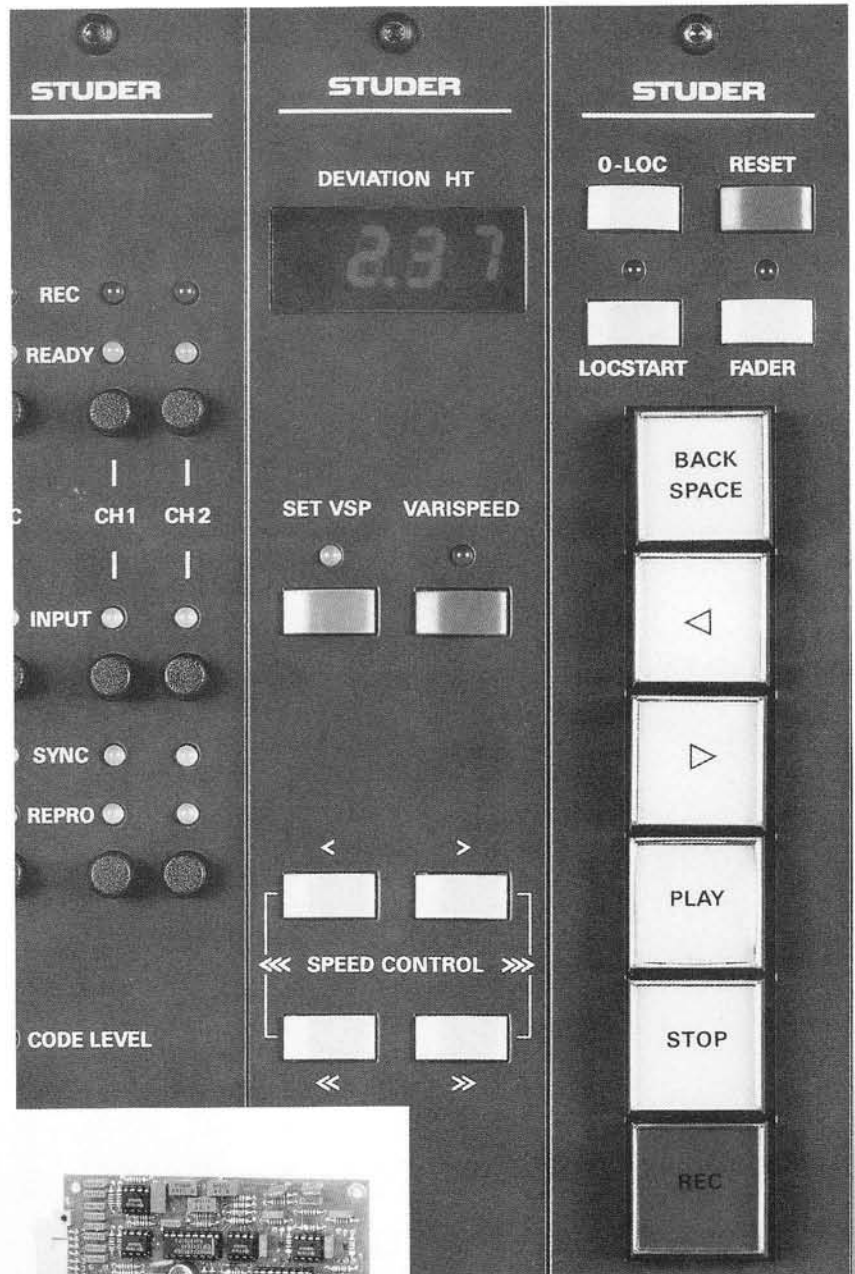 STUDER
REC
READY
C
CH1 CH2
INPUT
SYNC
REPRO
CODE LEVEL
STUDER
DEVIATION HT
2.37
SET VSP VARISPEED
< >
<<< SPEED CONTROL >>>
<< >>
STUDER
0-LOC RESET
LOCSTART FADER
BACK
SPACE
PLAY
STOP
REC